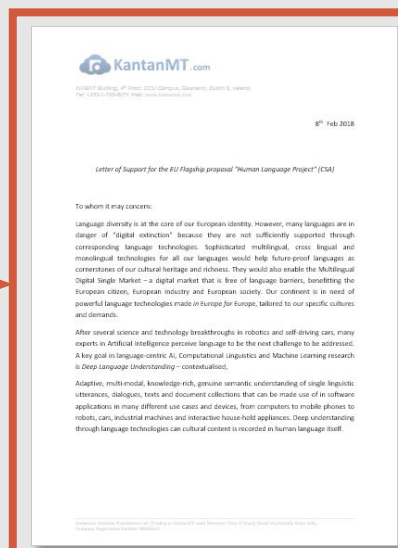 KantanMT.com
INVENT Building, 4th Floor, DCU Campus, Glasnevin, Dublin 9, Ireland.
8th Feb 2018
Letter of Support for the EU Flagship proposal "Human Language Project" (CSA)
To whom it may concern:
Language diversity is at the core of our European identity. However, many languages are in
danger of "digital extinction" because they are not sufficiently supported through
corresponding language technologies. Sophisticated multilingual, cross lingual and
monolingual technologies for all our languages would help future-proof languages as
cornerstones of our cultural heritage and richness. They would also enable the Multilingual
Digital Single Market – a digital market that is free of language barriers, benefitting the
European citizen, European industry and European society. Our continent is in need of
powerful language technologies made in Europe for Europe, tailored to our specific cultures
and demands.
After several science and technology breakthroughs in robotics and self-driving cars, many
experts in Artificial Intelligence perceive language to be the next challenge to be addressed.
A key goal in language-centric AI, Computational Linguistics and Machine Learning research
is Deep Language Understanding – contextualised,
Adaptive, multi-modal, knowledge-rich, genuine semantic understanding of single linguistic
utterances, dialogues, texts and document collections that can be made use of in software
applications in many different use cases and devices, from computers to mobile phones to
robots, cars, industrial machines and interactive house-hold appliances. Deep understanding
through language technologies can cultural content is recorded in human language itself.